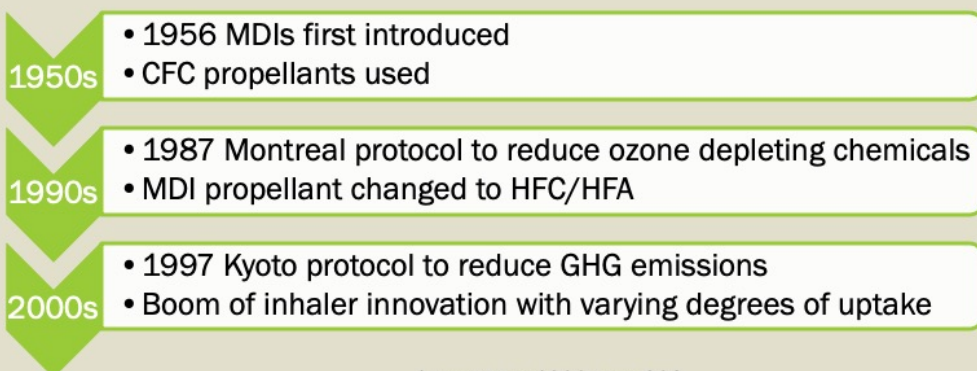 1950s
• 1956 MDIs first introduced
• CFC propellants used
1990s
• 1987 Montreal protocol to reduce ozone depleting chemicals
• MDI propellant changed to HFC/HFA
2000s
• 1997 Kyoto protocol to reduce GHG emissions
• Boom of inhaler innovation with varying degrees of uptake